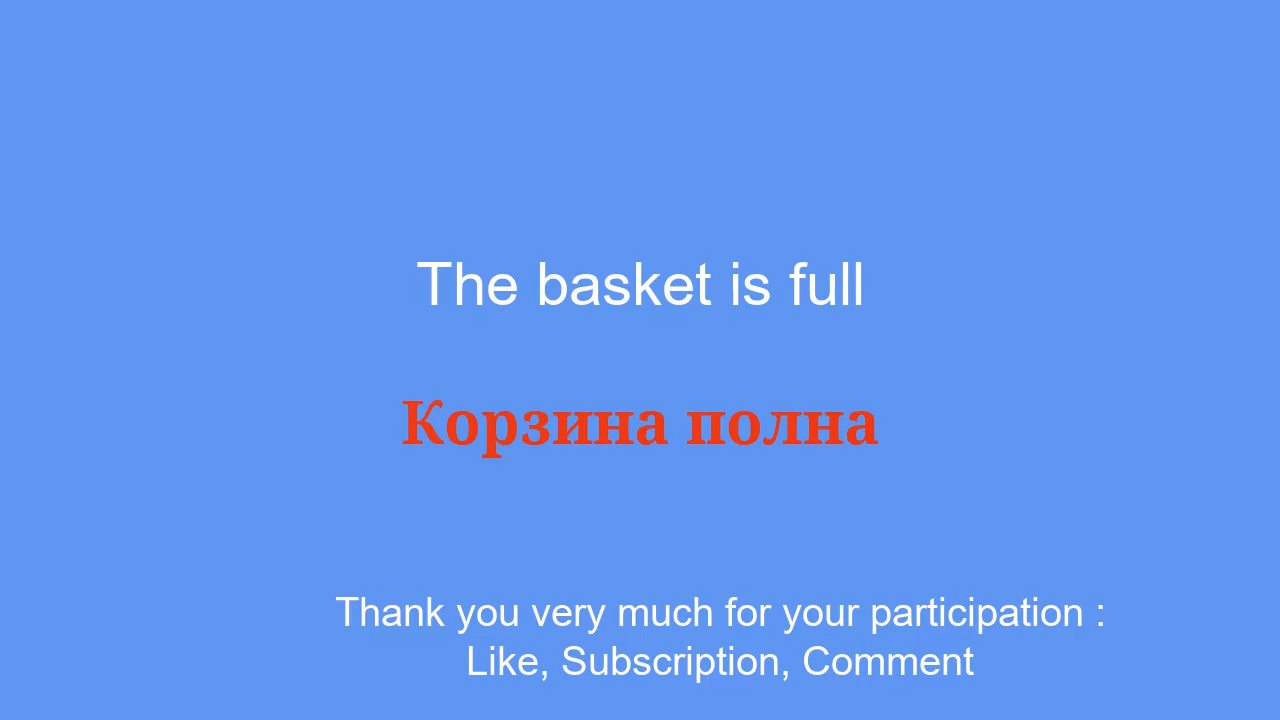 The basket is full
Корзина полна
Thank you very much for your participation :
Like, Subscription, Comment